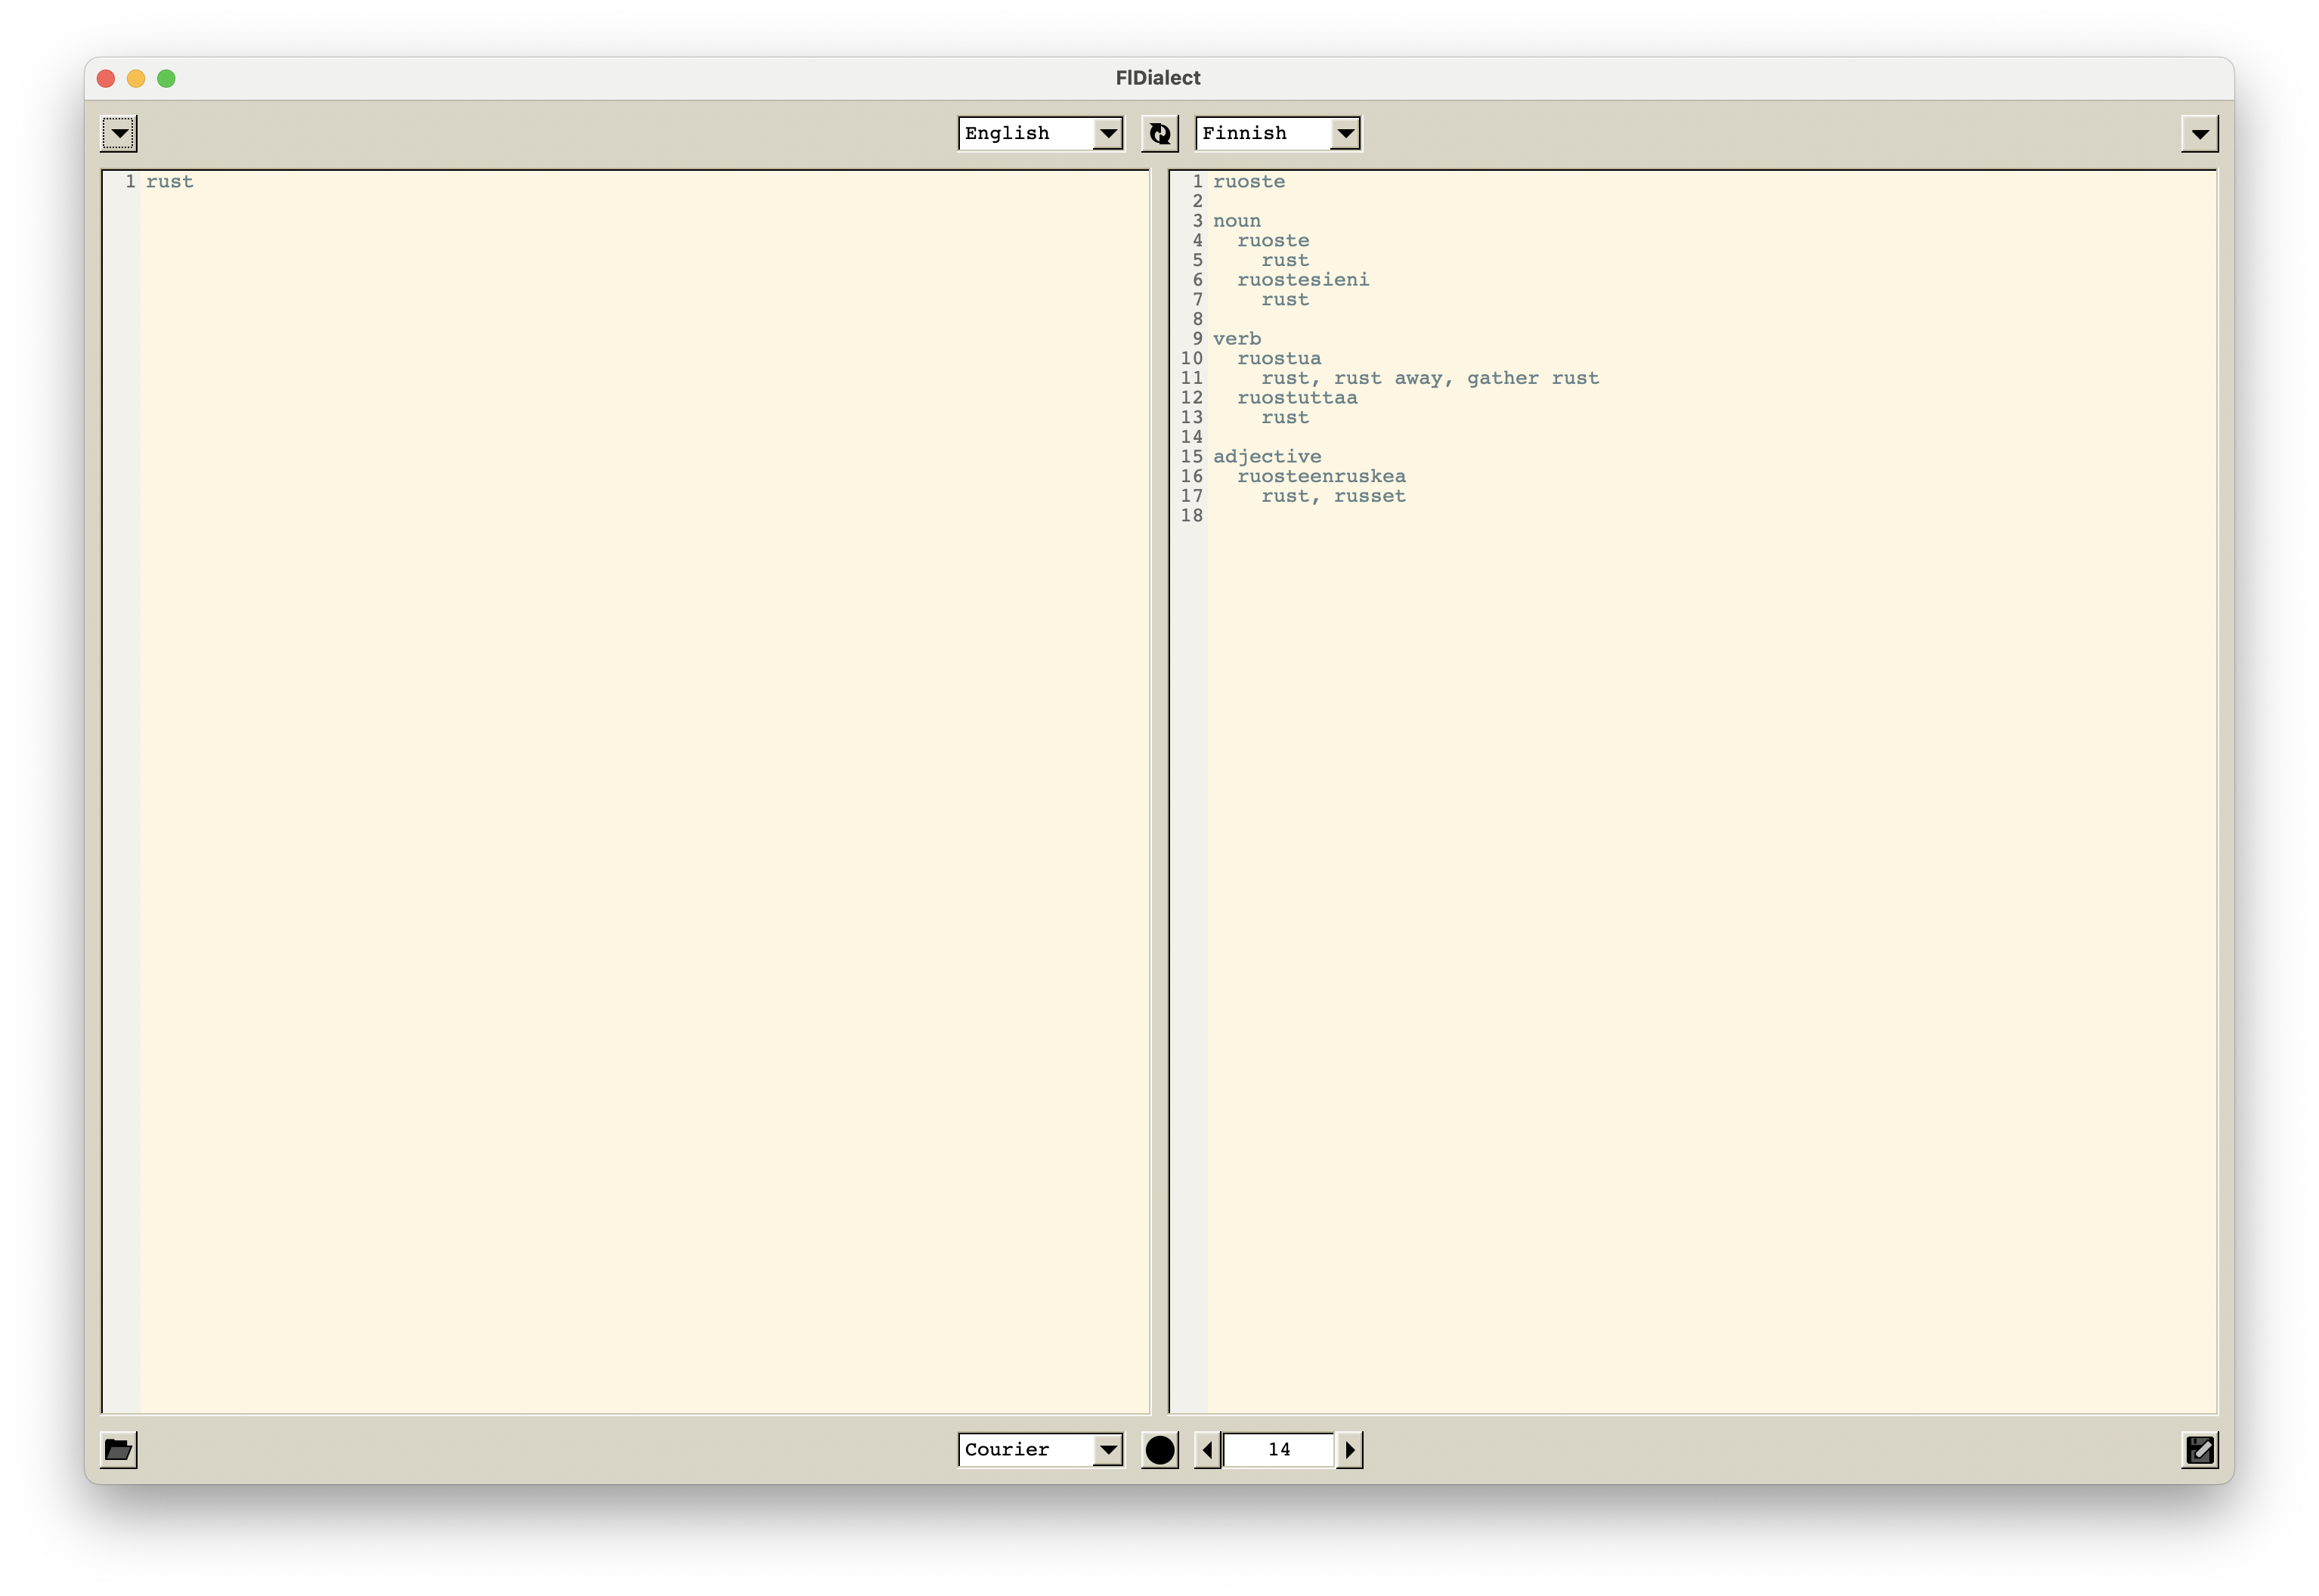 FlDialect
English Finnish
1 rust
1 ruoste
2
3 noun
4 ruoste
5 rust
6 ruostesieni
7 rust
8
9 verb
10 ruostua
11 rust, rust away, gather rust
12 ruostuttaa
13 rust
14
15 adjective
16 ruosteenruskea
17 rust, russet
18
Courier 14